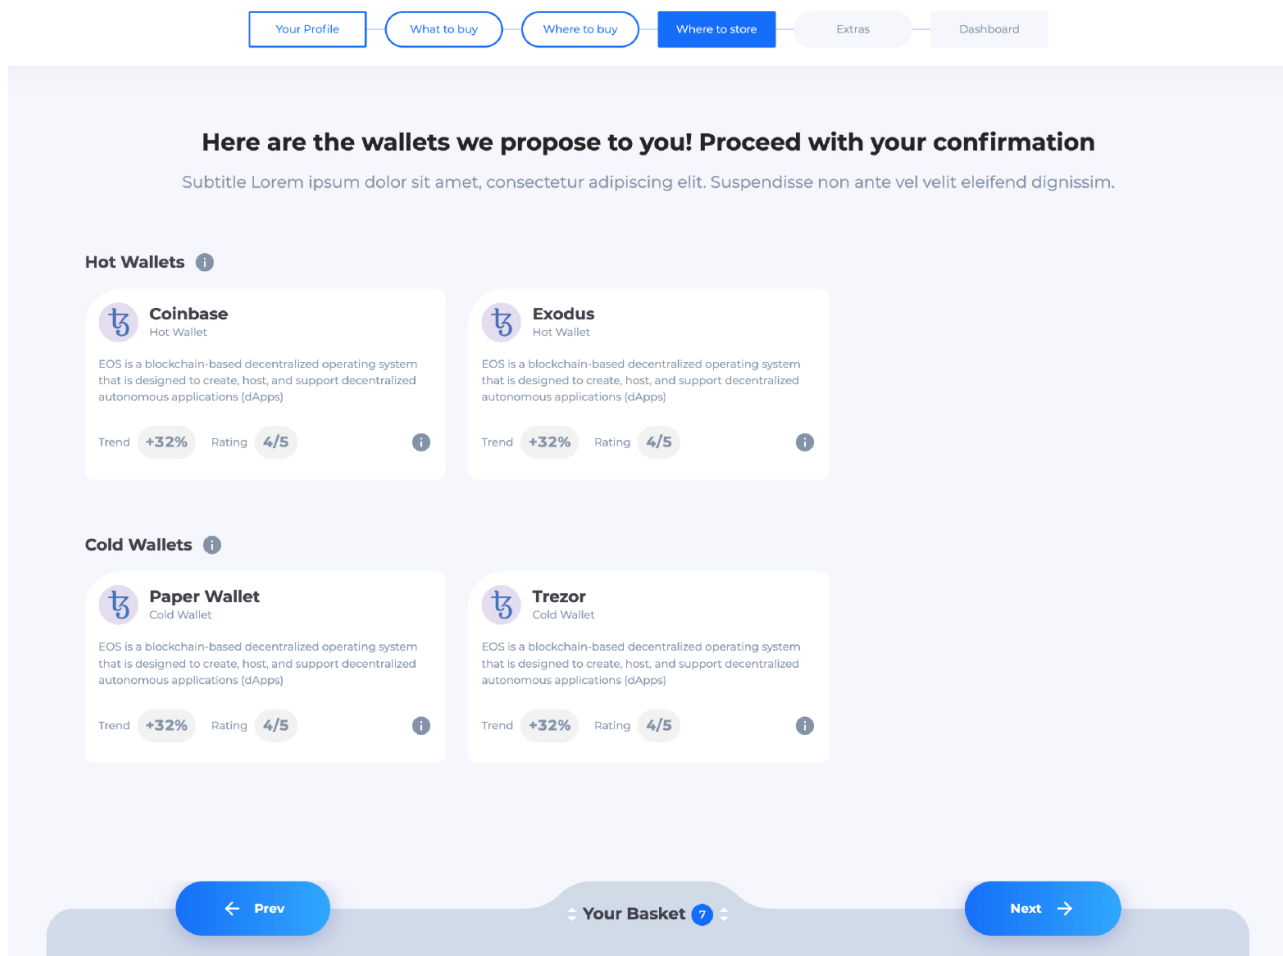 Your Profile
What to buy
Where to buy
Where to store
Extras
Dashboard
Here are the wallets we propose to you! Proceed with your confirmation
Subtitle Lorem ipsum dolor sit amet, consectetur adipiscing elit. Suspendisse non ante vel velit eleifend dignissim.
Hot Wallets
Coinbase
Hot Wallet
EOS is a blockchain-based decentralized operating system
that is designed to create, host, and support decentralized
autonomous applications (dApps)
Trend +32% Rating 4/5
Exodus
Hot Wallet
EOS is a blockchain-based decentralized operating system
that is designed to create, host, and support decentralized
autonomous applications (dApps)
Trend +32% Rating 4/5
Cold Wallets
Paper Wallet
Cold Wallet
EOS is a blockchain-based decentralized operating system
that is designed to create, host, and support decentralized
autonomous applications (dApps)
Trend +32% Rating 4/5
Trezor
Cold Wallet
EOS is a blockchain-based decentralized operating system
that is designed to create, host, and support decentralized
autonomous applications (dApps)
Trend +32% Rating 4/5
Prev
Your Basket 7
Next